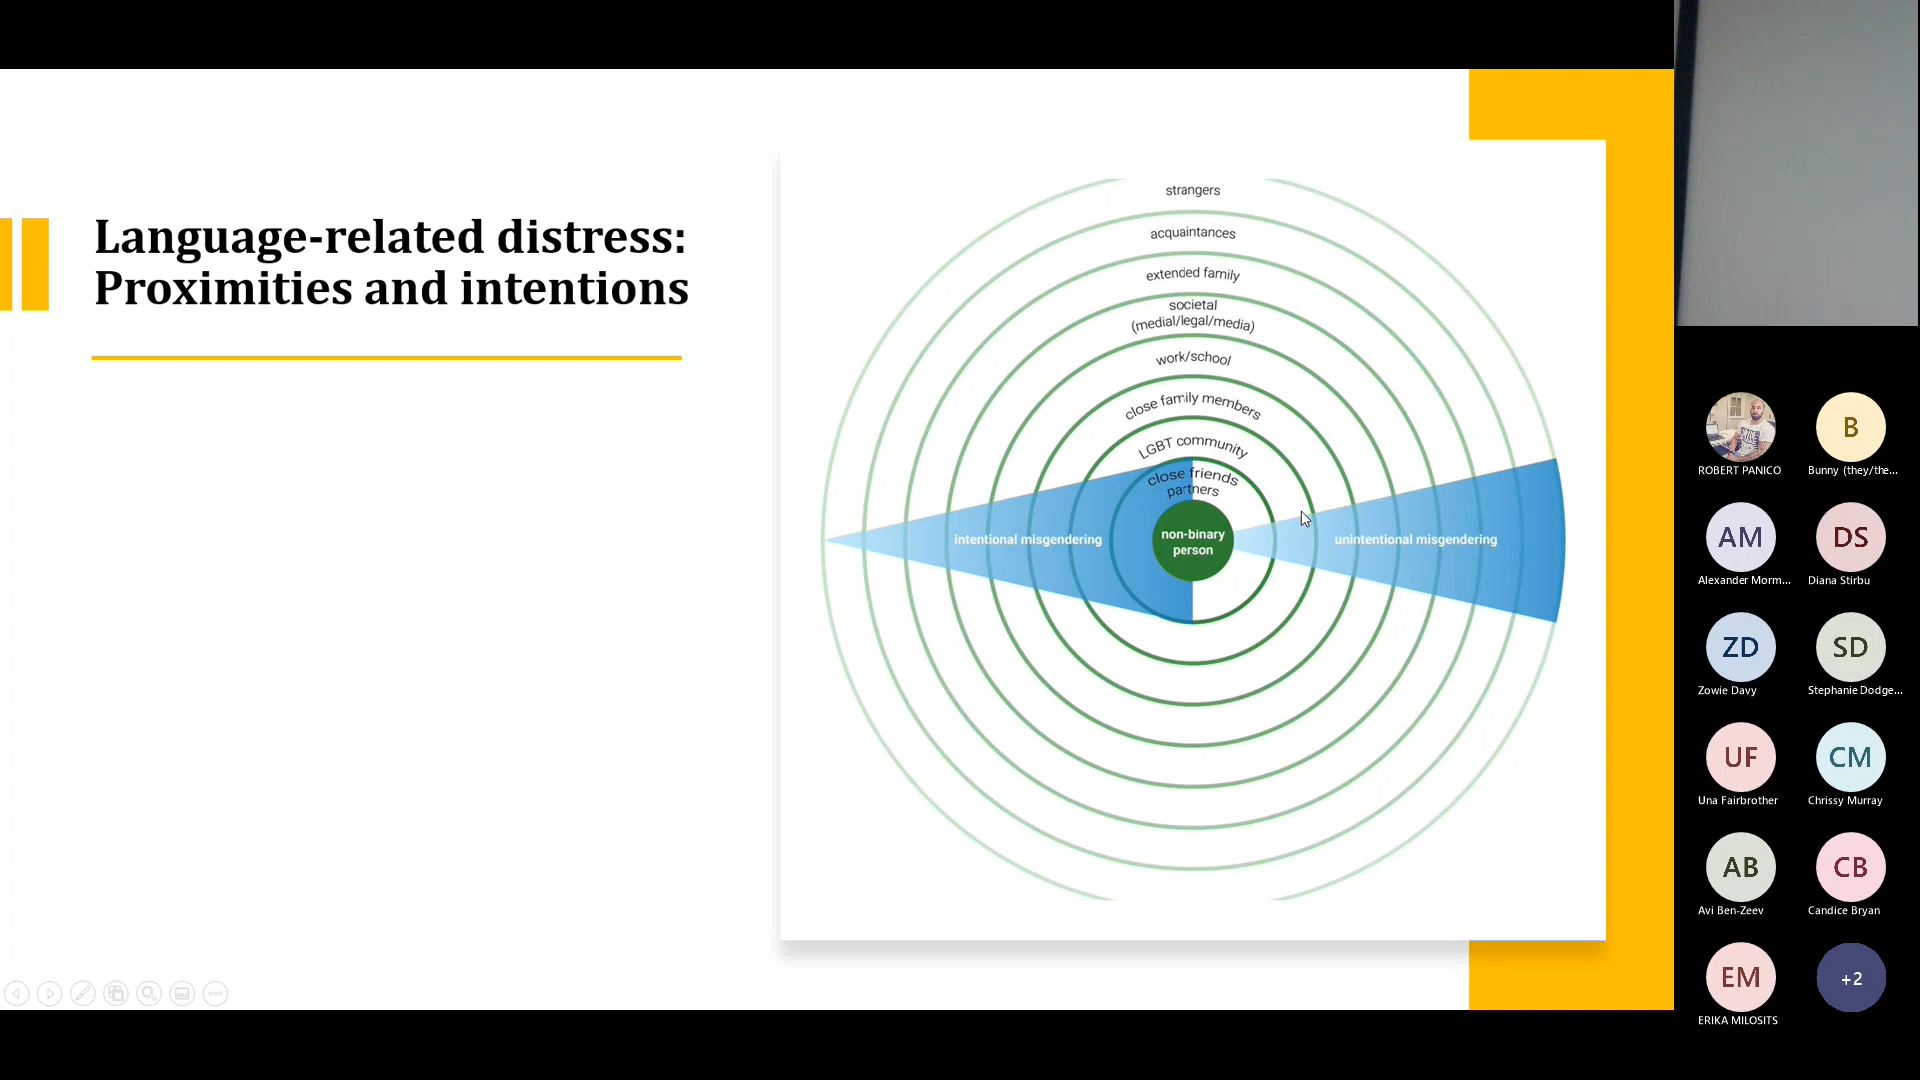 Language-related distress:
Proximities and intentions
strangers
acquaintances
extended family
societal
(medial/legal/media)
work/school
close family members
LGBT community
close friends
partners
intentional misgendering
non-binary
person
unintentional misgendering
ROBERT PANICO
B
Bunny (they/the...
AM
Alexander Morm...
DS
Diana Stirbu
ZD
Zowie Davy
SD
Stephanie Dodge...
UF
Una Fairbrother
CM
Chrissy Murray
AB
Avi Ben-Zeev
CB
Candice Bryan
EM
ERIKA MILOSITS
+2